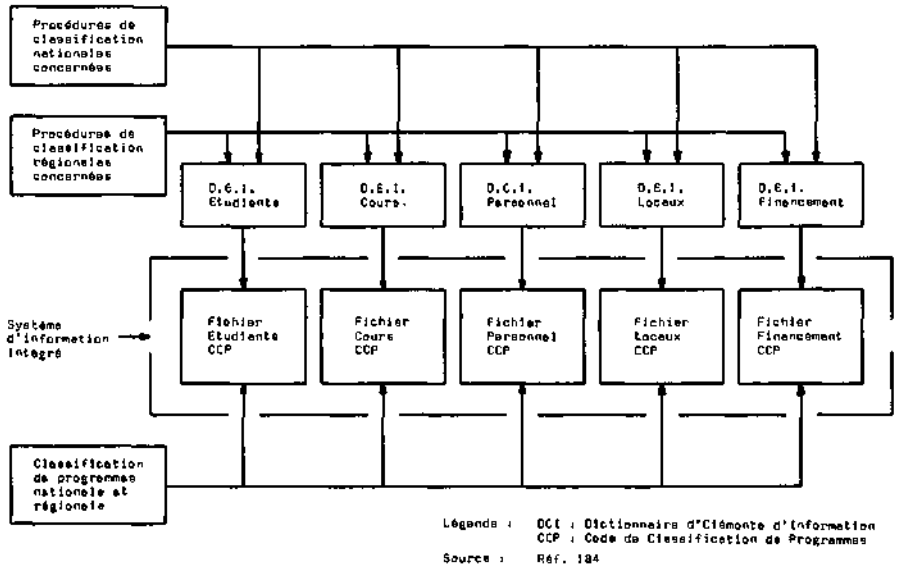 Procédures de
classification
nationales
concernées
Procédures de
classification
régionales
concernées
D.E.I.
Etudiants
D.E.I.
Cours.
D.E.I.
Personnel
D.E.I.
Locaux
D.E.I.
Financement
Système
d'information
intégré
Fichier
Etudiants
CCP
Fichier
Cours
CCP
Fichier
Personnel
CCP
Fichier
Locaux
CCP
Fichier
Financement
CCP
Classification
de programmes
nationale et
régionale
Légende : DEI : Dictionnaire d'Eléments d'Information
CCP : Code de Classification de Programmes
Source : Réf. 184